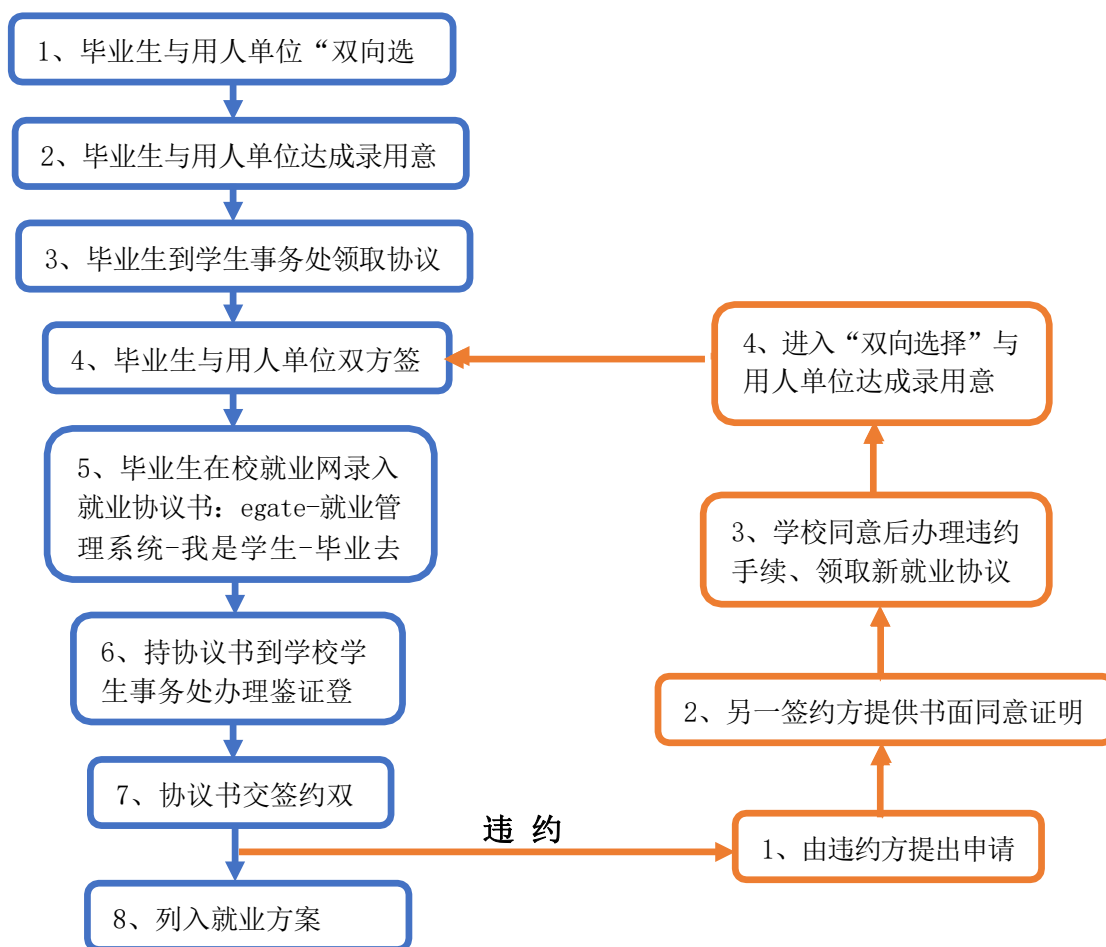 1、毕业生与用人单位“双向选
2、毕业生与用人单位达成录用意
3、毕业生到学生事务处领取协议
4、毕业生与用人单位双方签
5、毕业生在校就业网录入
就业协议书：egate-就业管
理系统-我是学生-毕业去
6、持协议书到学校学
生事务处办理鉴证登
7、协议书交签约双
8、列入就业方案
违 约
1、由违约方提出申请
2、另一签约方提供书面同意证明
3、学校同意后办理违约
手续、领取新就业协议
4、进入“双向选择”与
用人单位达成录用意